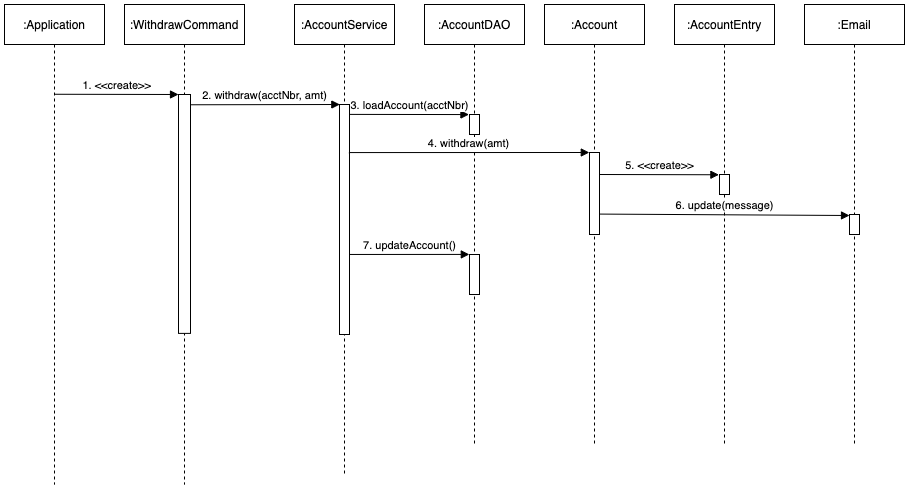 :Application
:WithdrawCommand
:AccountService
:AccountDAO
:Account
:AccountEntry
:Email
1. <<create>>
2. withdraw(acctNbr, amt)
3. loadAccount(acctNbr)
4. withdraw(amt)
5. <<create>>
6. update(message)
7. updateAccount()